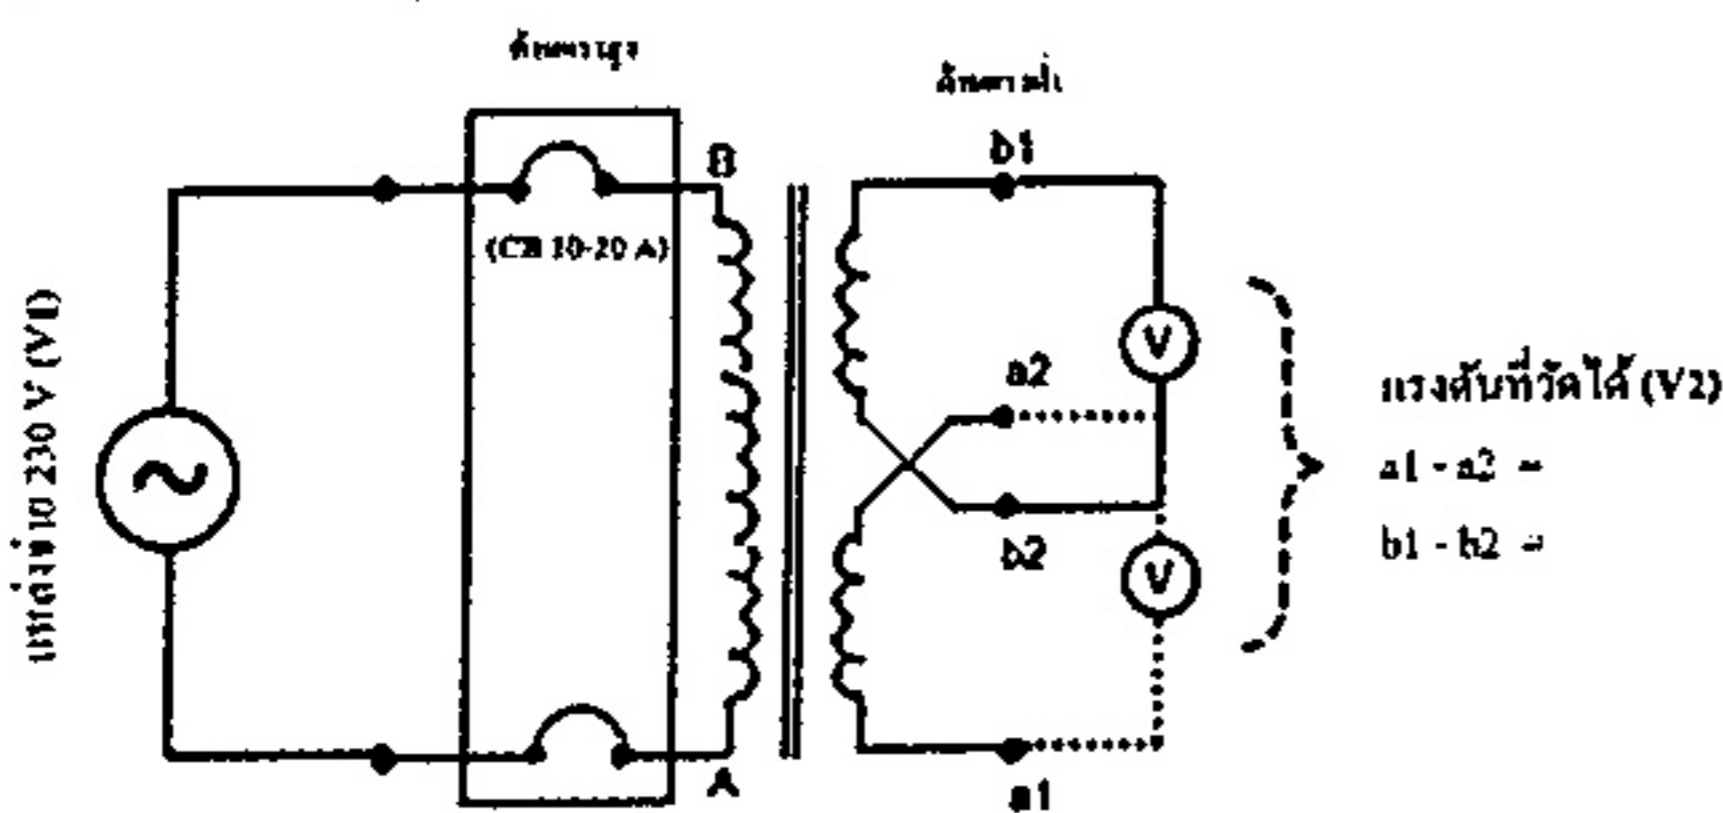 ด้านแรงสูง
ด้านแรงต่ำ
B
b1
(CB 10-20 A)
a2
V
b2
V
A
a1
แหล่งจ่าย 10 230 V (V1)
แรงดันที่วัดได้ (V2)
a1 - a2 =
b1 - b2 =